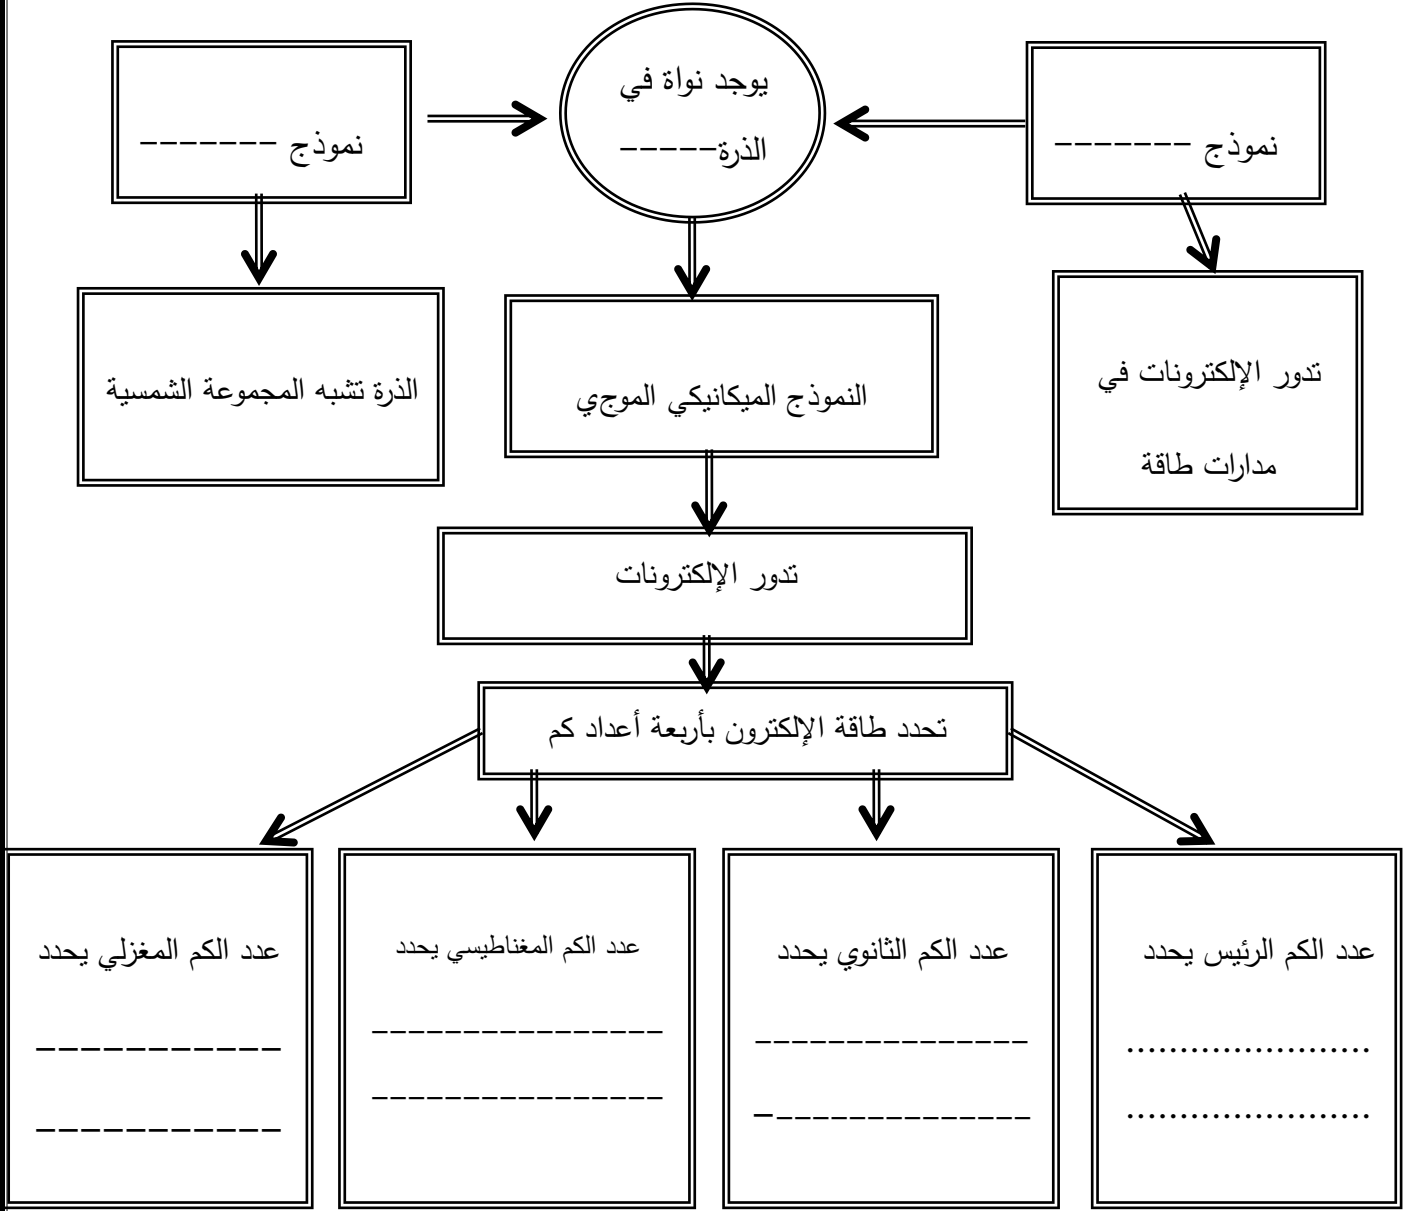 يوجد نواة في
الذرة-----
نموذج -------
نموذج -------
تدور الإلكترونات في
مدارات طاقة
النموذج الميكانيكي الموجي
الذرة تشبه المجموعة الشمسية
تدور الإلكترونات
تحدد طاقة الإلكترون بأربعة أعداد كم
عدد الكم الرئيس يحدد
.......................
.......................
عدد الكم الثانوي يحدد
---------------
---------------
عدد الكم المغناطيسي يحدد
----------------
----------------
عدد الكم المغزلي يحدد
-----------
-----------